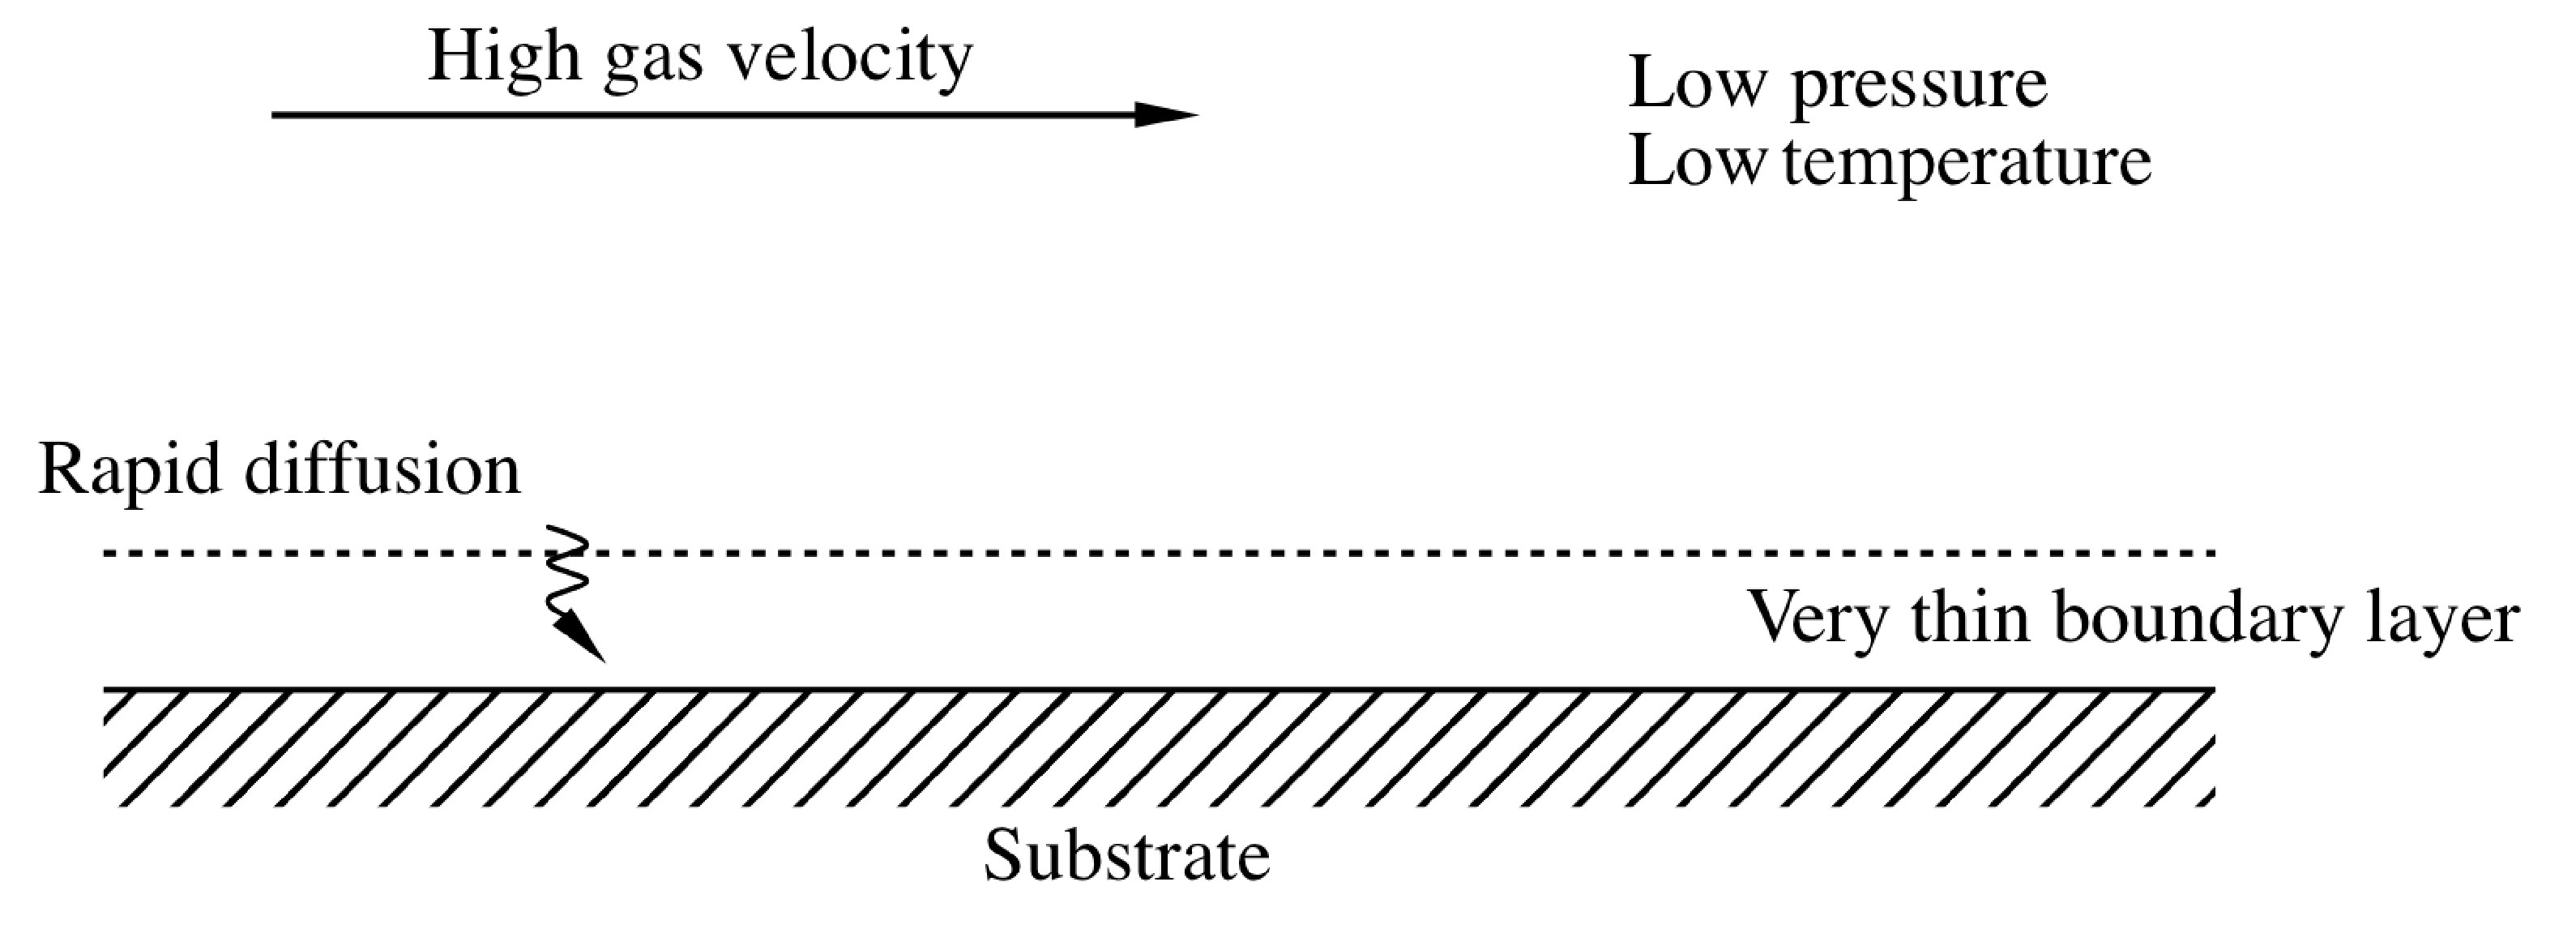 High gas velocity
Low pressure
Low temperature
Rapid diffusion
Very thin boundary layer
Substrate